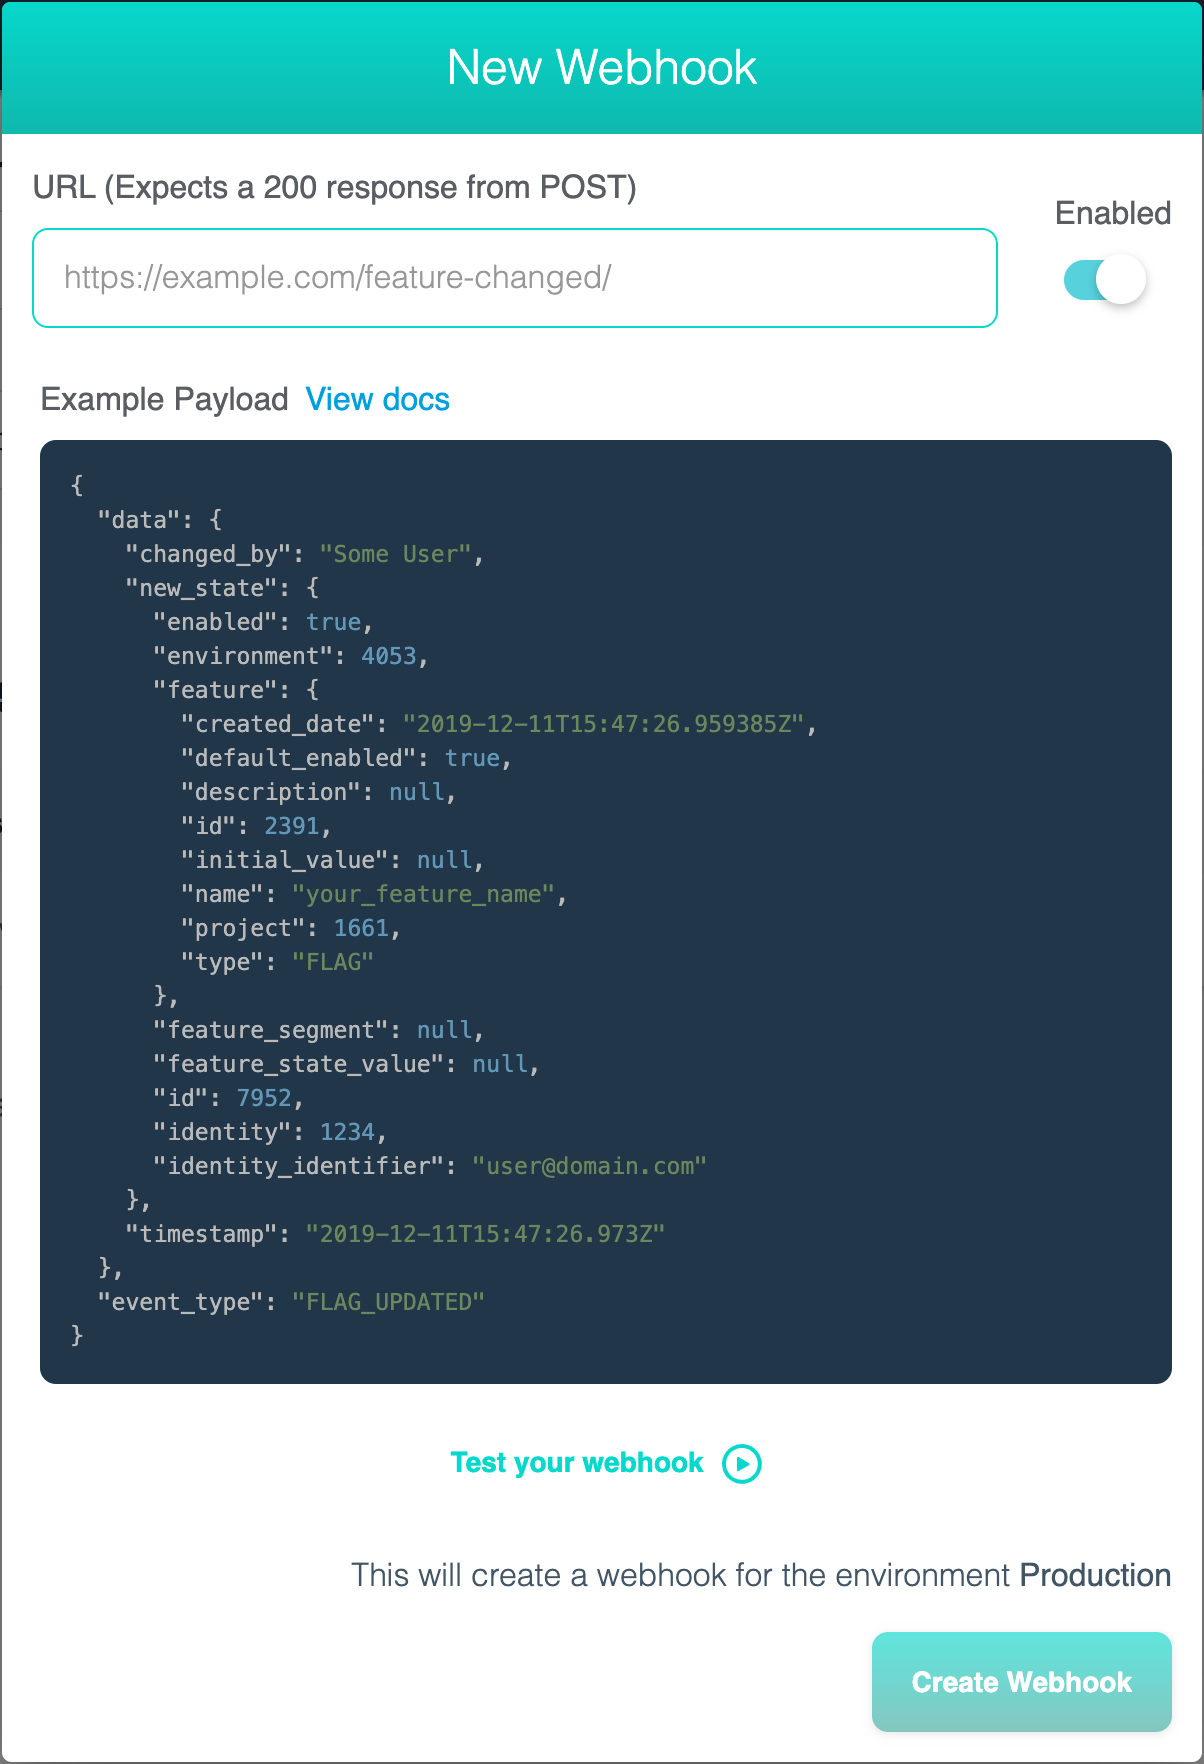 New Webhook
URL (Expects a 200 response from POST)
Enabled
https://example.com/feature-changed/
Example Payload View docs
{
  "data": {
    "changed_by": "Some User",
    "new_state": {
      "enabled": true,
      "environment": 4053,
      "feature": {
        "created_date": "2019-12-11T15:47:26.959385Z",
        "default_enabled": true,
        "description": null,
        "id": 2391,
        "initial_value": null,
        "name": "your_feature_name",
        "project": 1661,
        "type": "FLAG"
      },
      "feature_segment": null,
      "feature_state_value": null,
      "id": 7952,
      "identity": 1234,
      "identity_identifier": "user@domain.com"
    },
    "timestamp": "2019-12-11T15:47:26.973Z"
  },
  "event_type": "FLAG_UPDATED"
}
Test your webhook
This will create a webhook for the environment Production
Create Webhook